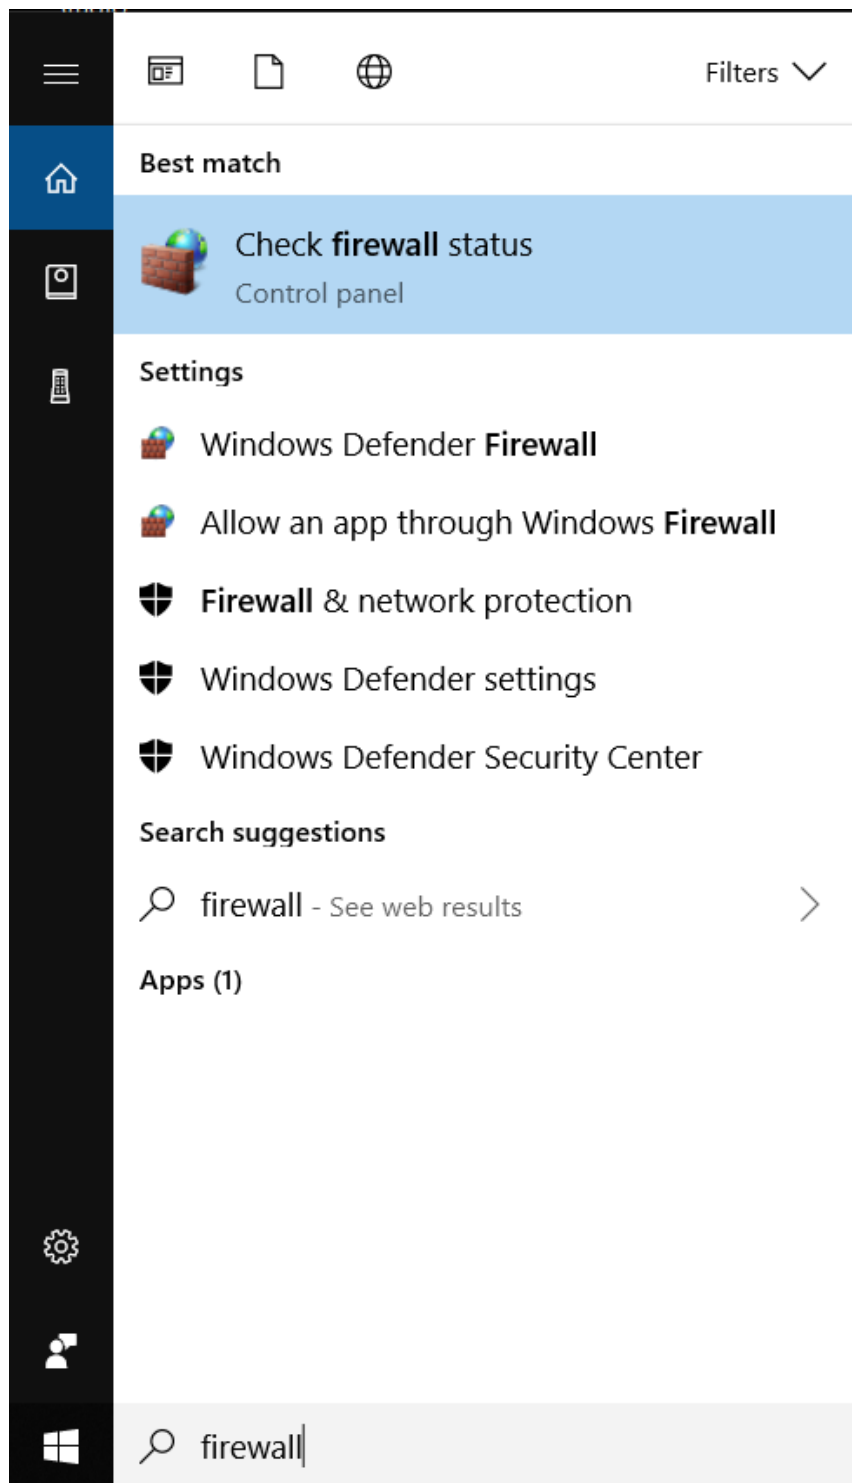 Filters
Best match
Check firewall status
Control panel
Settings
Windows Defender Firewall
Allow an app through Windows Firewall
Firewall & network protection
Windows Defender settings
Windows Defender Security Center
Search suggestions
firewall - See web results
Apps (1)
firewall